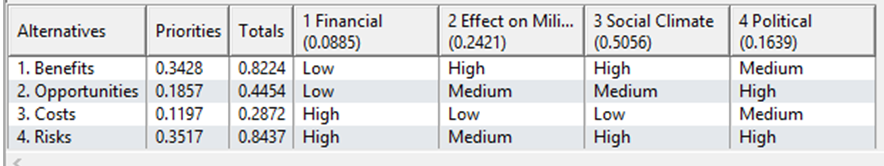 Alternatives Priorities Totals 1 Financial (0.0885) 2 Effect on Mili... (0.2421) 3 Social Climate (0.5056) 4 Political (0.1639)
1. Benefits 0.3428 0.8224 Low High High Medium
2. Opportunities 0.1857 0.4454 Low Medium Medium High
3. Costs 0.1197 0.2872 High Low Low Medium
4. Risks 0.3517 0.8437 High Medium High High